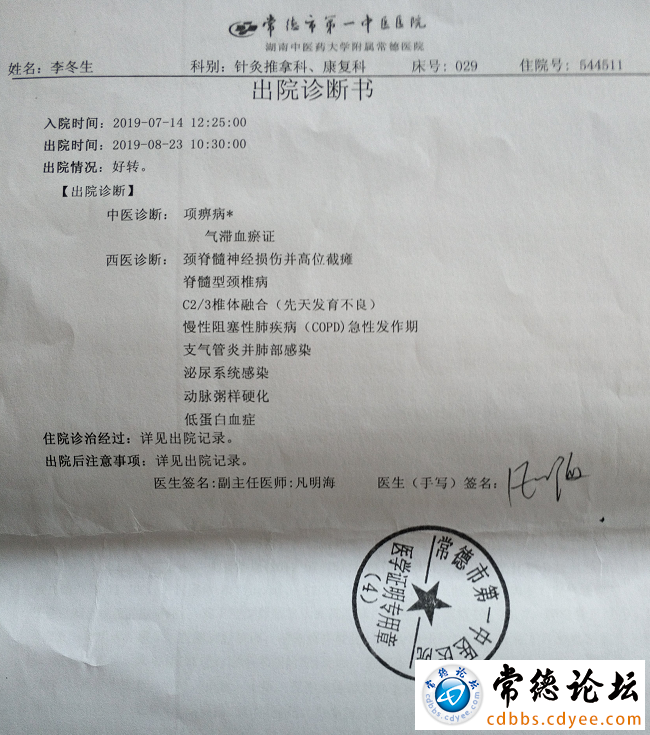 常德市第一中医医院
湖南中医药大学附属常德医院
姓名: 李冬生 科别: 针灸推拿科、康复科 床号: 029 住院号: 544511
出院诊断书
入院时间: 2019-07-14 12:25:00
出院时间: 2019-08-23 10:30:00
出院情况: 好转。
【出院诊断】
中医诊断: 项痹病*
气滞血瘀证
西医诊断: 颈脊髓神经损伤并高位截瘫
脊髓型颈椎病
C2/3椎体融合（先天发育不良）
慢性阻塞性肺疾病（COPD)急性发作期
支气管炎并肺部感染
泌尿系统感染
动脉粥样硬化
低蛋白血症
住院诊治经过: 详见出院记录。
出院后注意事项: 详见出院记录。
医生签名:副主任医师:凡明海 医生（手写）签名:
常德市第一中医医院
医学证明专用章
（4）
常德论坛
cdbbs.cdyee.com